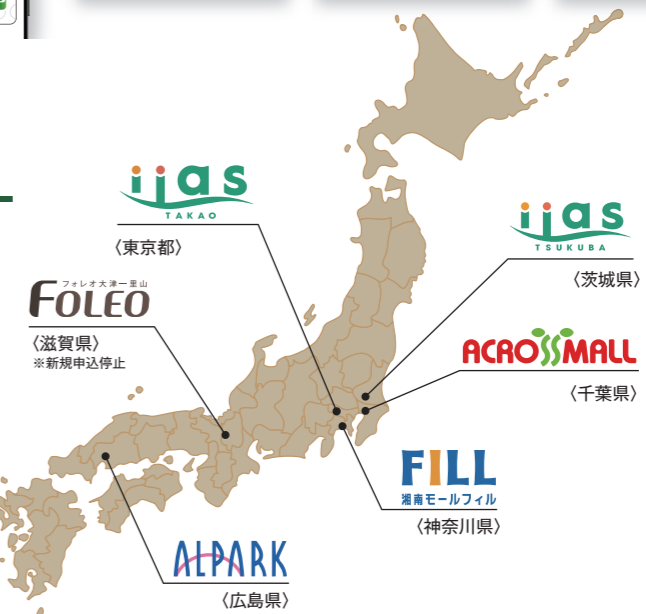 iias
TAKAO
〈東京都〉
iias
TSUKUBA
〈茨城県〉
フォレオ大津一里山
FOLEO
〈滋賀県〉
※新規申込停止
ACROSSMALL
〈千葉県〉
FILL
湘南モールフィル
〈神奈川県〉
ALPARK
〈広島県〉